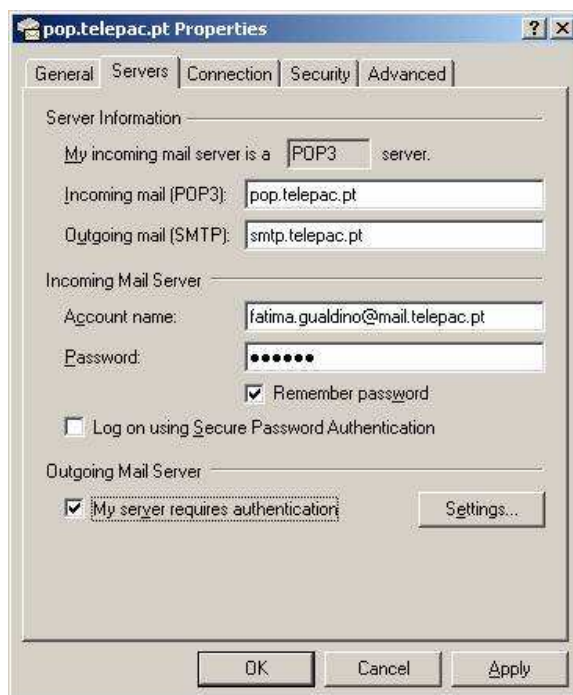 pop.telepac.pt Properties ? X
General Servers Connection Security Advanced
Server Information
My incoming mail server is a POP3 server.
Incoming mail (POP3): pop.telepac.pt
Outgoing mail (SMTP): smtp.telepac.pt
Incoming Mail Server
Account name: fatima.gualdino@mail.telepac.pt
Password: ●●●●●●
Remember password
Log on using Secure Password Authentication
Outgoing Mail Server
My server requires authentication Settings...
OK Cancel Apply